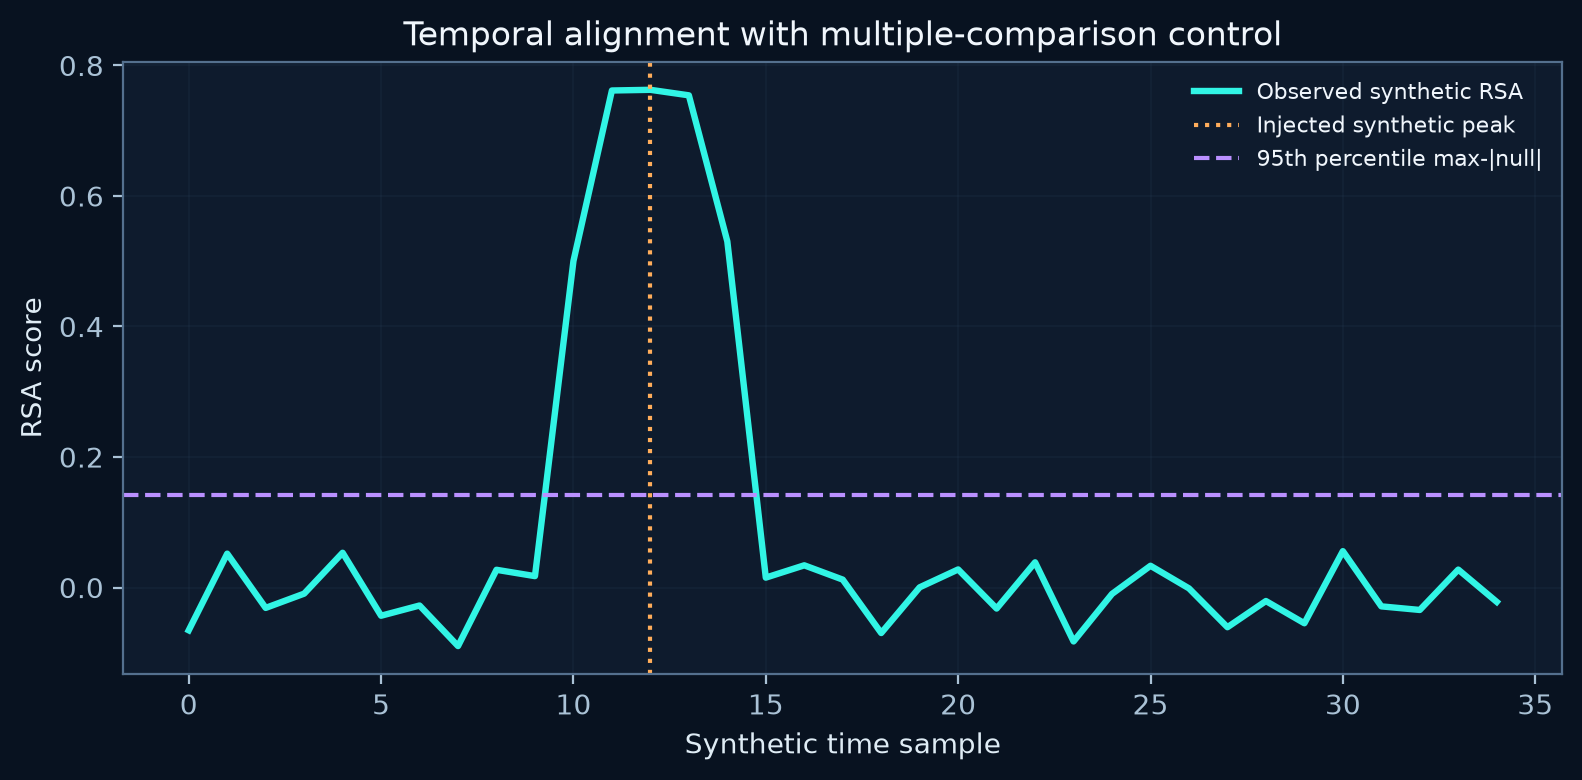 Temporal alignment with multiple-comparison control
Observed synthetic RSA
Injected synthetic peak
95th percentile max-|null|
RSA score
0.8
0.6
0.4
0.2
0.0
0 5 10 15 20 25 30 35
Synthetic time sample